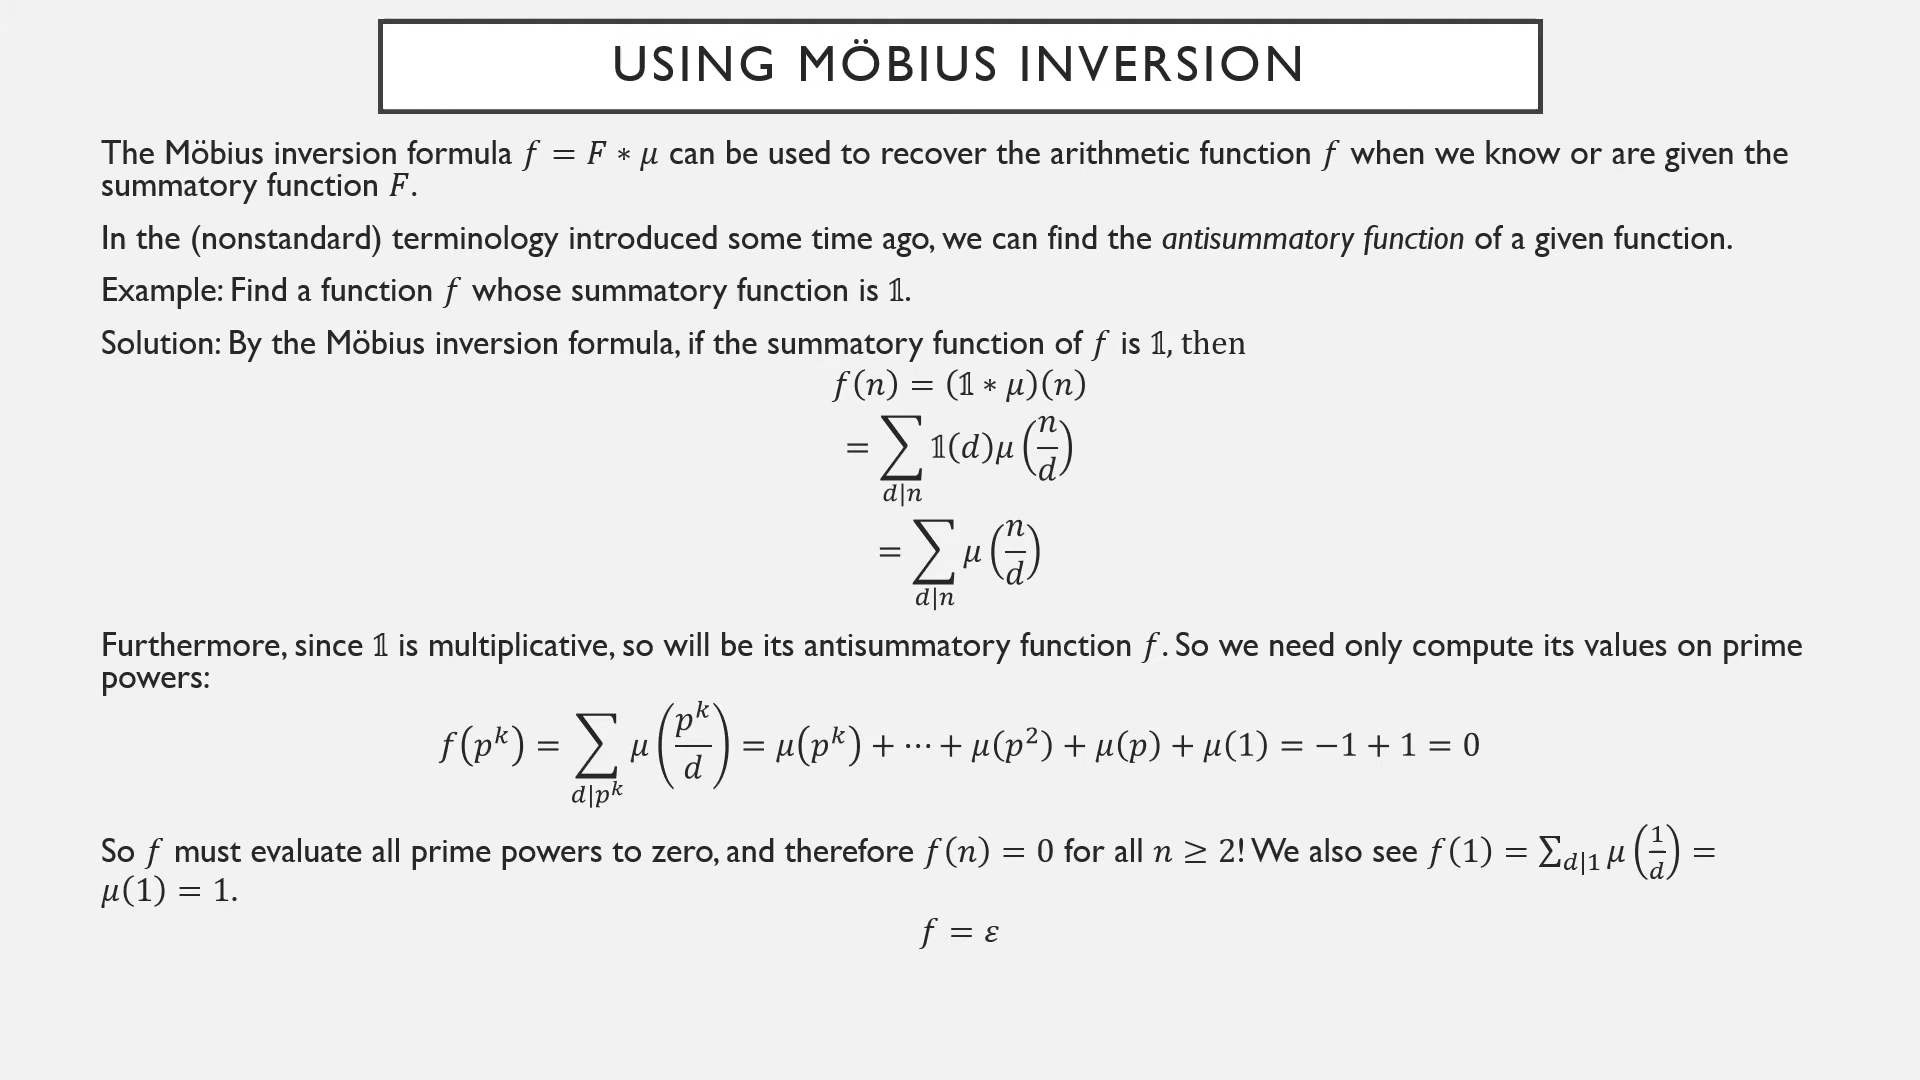 USING MÖBIUS INVERSION
The Möbius inversion formula f = F ∗ μ can be used to recover the arithmetic function f when we know or are given the
summatory function F.
In the (nonstandard) terminology introduced some time ago, we can find the antisummatory function of a given function.
Example: Find a function f whose summatory function is 𝟙.
Solution: By the Möbius inversion formula, if the summatory function of f is 𝟙, then
f(n) = (𝟙 ∗ μ)(n)
= ∑_{d|n} 𝟙(d)μ(n/d)
= ∑_{d|n} μ(n/d)
Furthermore, since 𝟙 is multiplicative, so will be its antisummatory function f. So we need only compute its values on prime
powers:
f(p^k) = ∑_{d|p^k} μ(p^k/d) = μ(p^k) + ⋯ + μ(p^2) + μ(p) + μ(1) = −1 + 1 = 0
So f must evaluate all prime powers to zero, and therefore f(n) = 0 for all n ≥ 2! We also see f(1) = ∑_{d|1} μ(1/d) =
μ(1) = 1.
f = ε